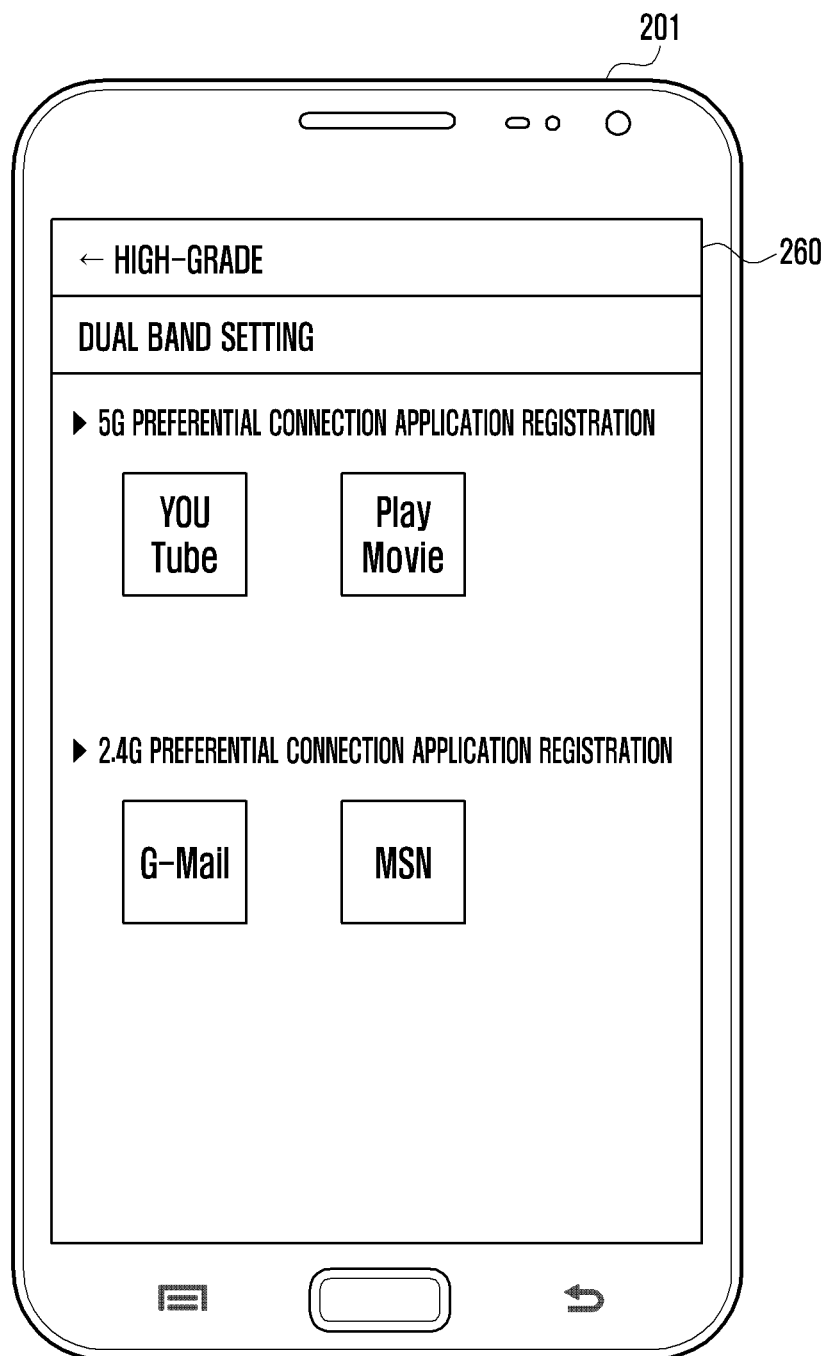 201
260
← HIGH-GRADE
DUAL BAND SETTING
▶ 5G PREFERENTIAL CONNECTION APPLICATION REGISTRATION
YOU
Tube
Play
Movie
▶ 2.4G PREFERENTIAL CONNECTION APPLICATION REGISTRATION
G-Mail
MSN